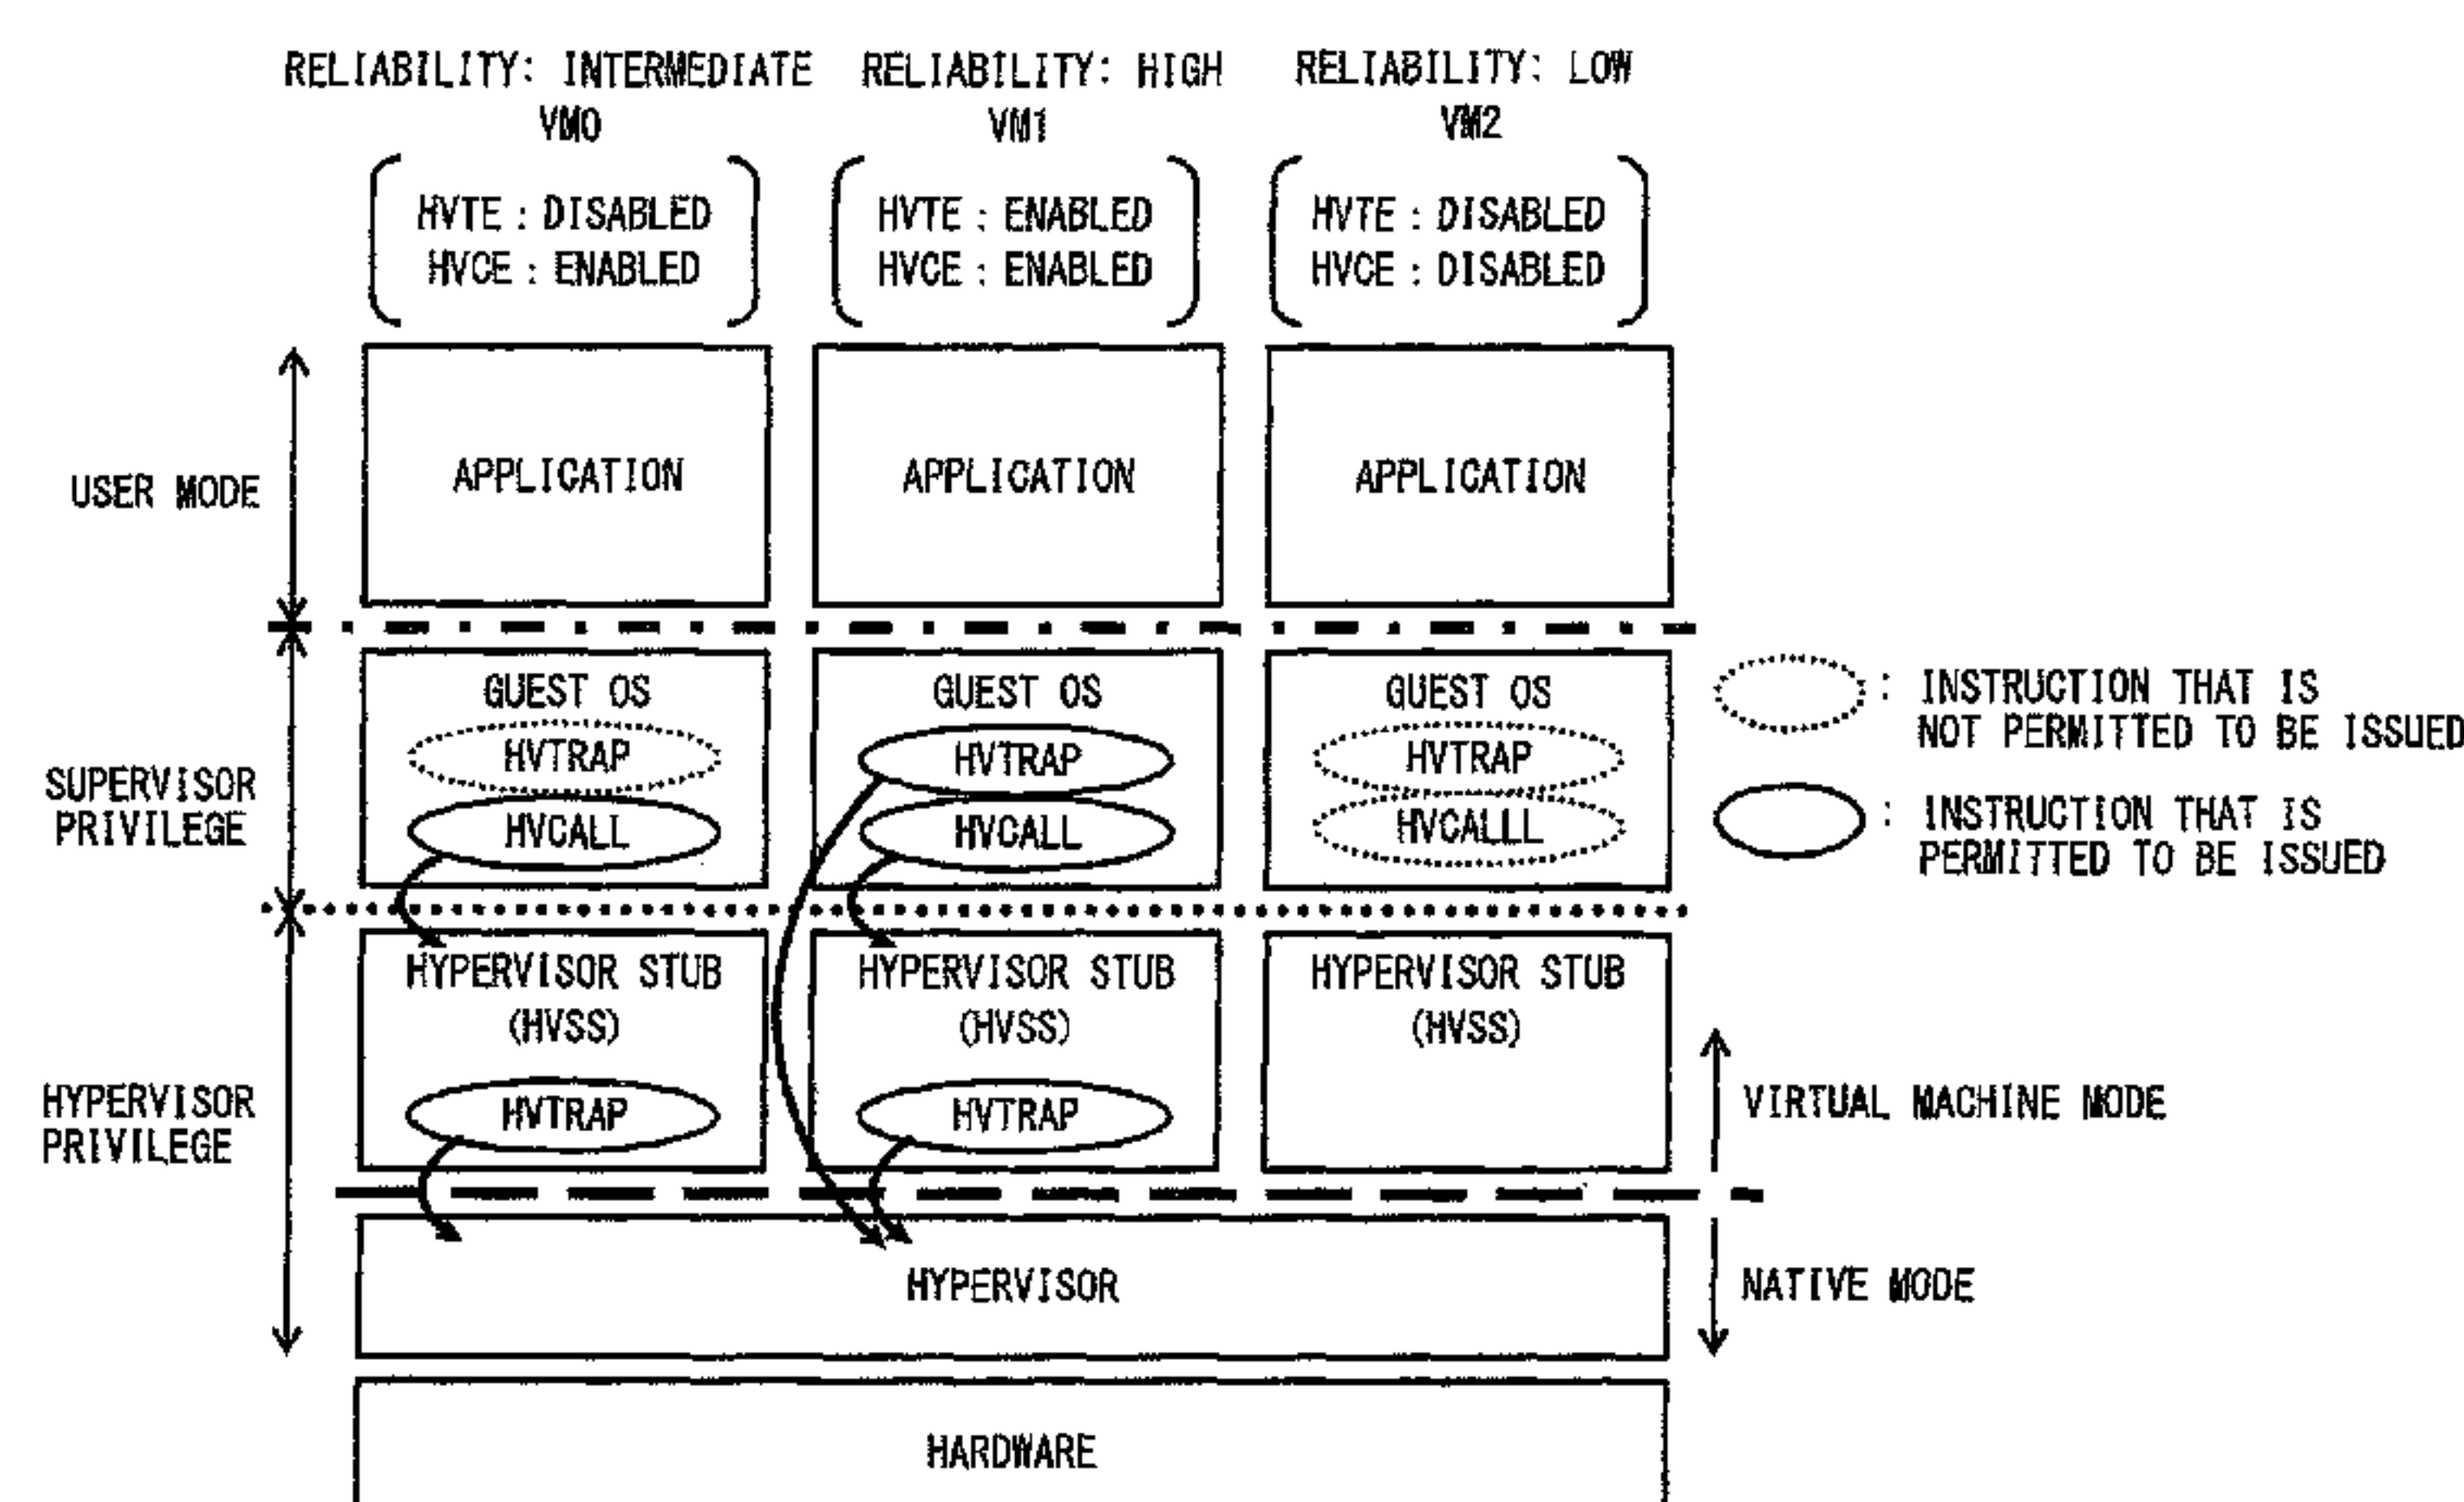 RELIABILITY: INTERMEDIATE
VM0
RELIABILITY: HIGH
VM1
RELIABILITY: LOW
VM2
HVTE : DISABLED
HVCE : ENABLED
HVTE : ENABLED
HVCE : ENABLED
HVTE : DISABLED
HVCE : DISABLED
USER MODE
APPLICATION
APPLICATION
APPLICATION
SUPERVISOR
PRIVILEGE
GUEST OS
HVTRAP
HVCALL
GUEST OS
HVTRAP
HVCALL
GUEST OS
HVTRAP
HVCALLL
: INSTRUCTION THAT IS
NOT PERMITTED TO BE ISSUED
: INSTRUCTION THAT IS
PERMITTED TO BE ISSUED
HYPERVISOR
PRIVILEGE
HYPERVISOR STUB
(HVSS)
HVTRAP
HYPERVISOR STUB
(HVSS)
HVTRAP
HYPERVISOR STUB
(HVSS)
VIRTUAL MACHINE MODE
NATIVE MODE
HYPERVISOR
HARDWARE